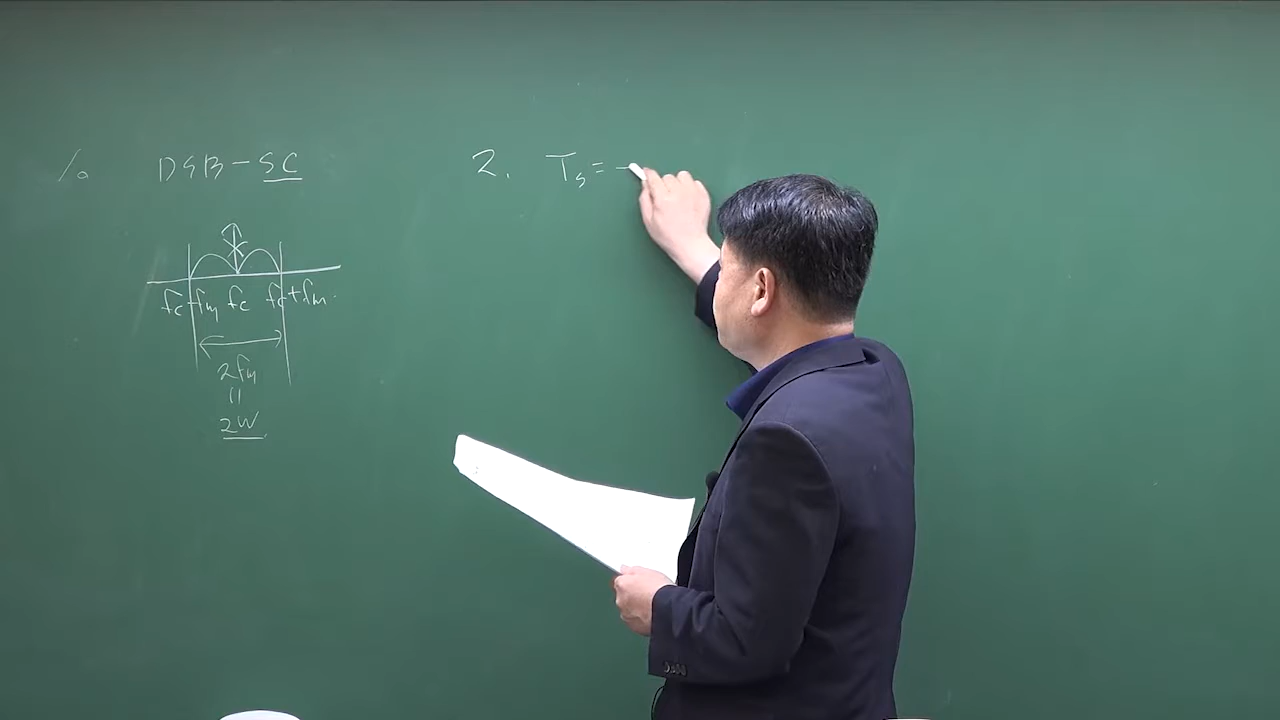 1. DSB-SC
fc-fm fc fc+fm
2fm
=
2W
2. Ts = -